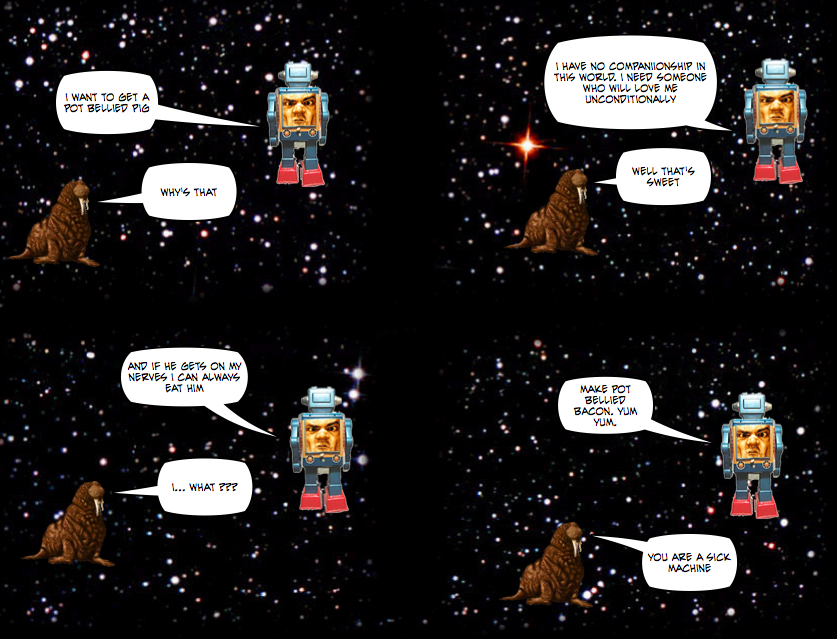 I WANT TO GET A
POT BELLIED PIG
WHY'S THAT
I HAVE NO COMPANIIONSHIP IN
THIS WORLD. I NEED SOMEONE
WHO WILL LOVE ME
UNCONDITIONALLY
WELL THAT'S
SWEET
AND IF HE GETS ON MY
NERVES I CAN ALWAYS
EAT HIM
I... WHAT ???
MAKE POT
BELLIED
BACON. YUM
YUM.
YOU ARE A SICK
MACHINE